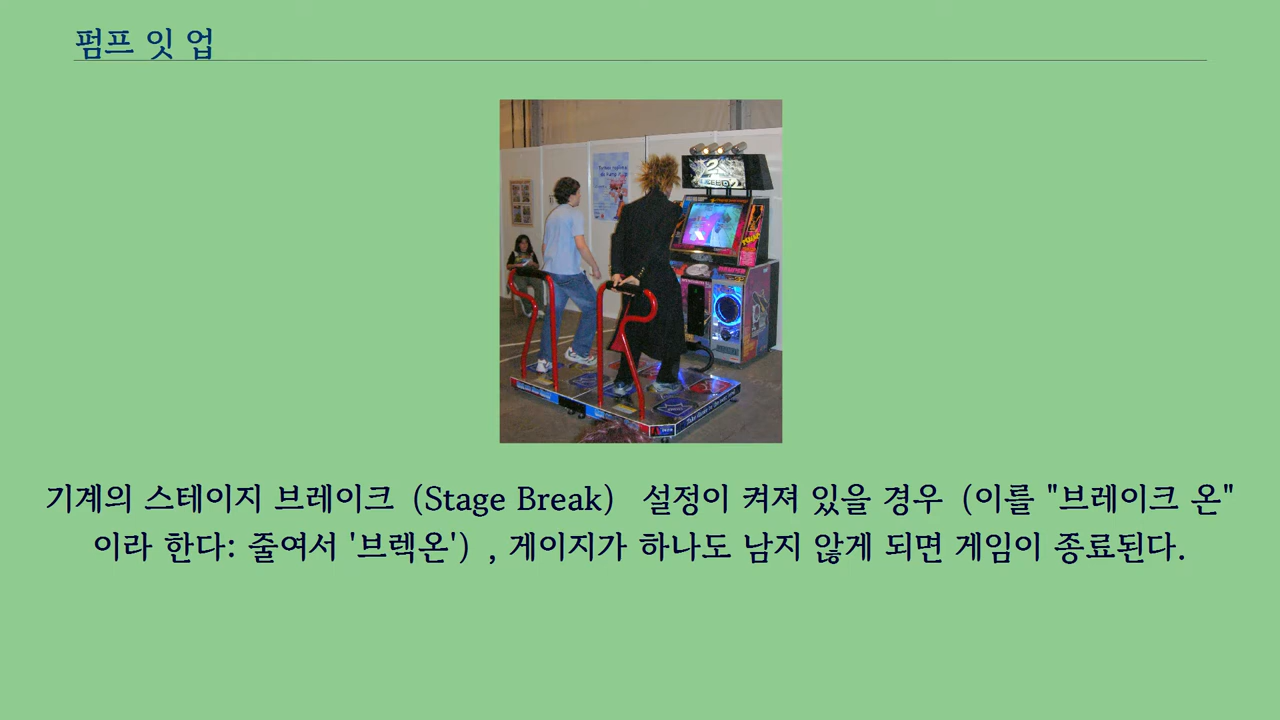 펌프 잇 업
기계의 스테이지 브레이크 (Stage Break) 설정이 켜져 있을 경우 (이를 "브레이크 온"
이라 한다: 줄여서 '브렉온') , 게이지가 하나도 남지 않게 되면 게임이 종료된다.